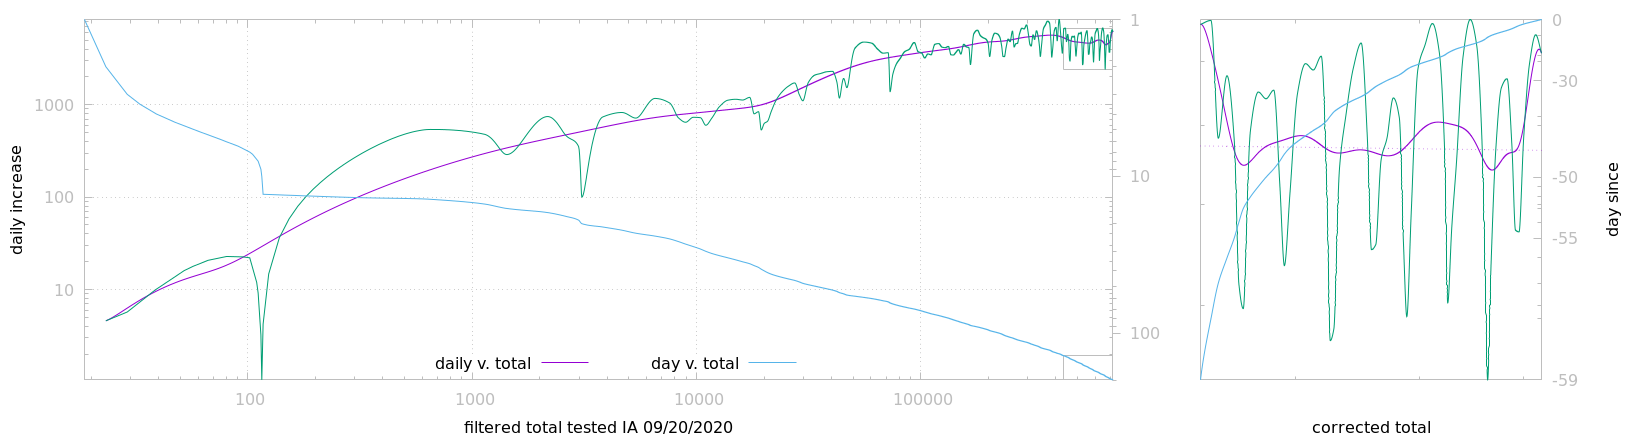 daily increase
1000
100
10
daily v. total
day v. total
100
1000
10000
100000
filtered total tested IA 09/20/2020
1
10
100
0
-30
-50
-55
-59
day since
corrected total